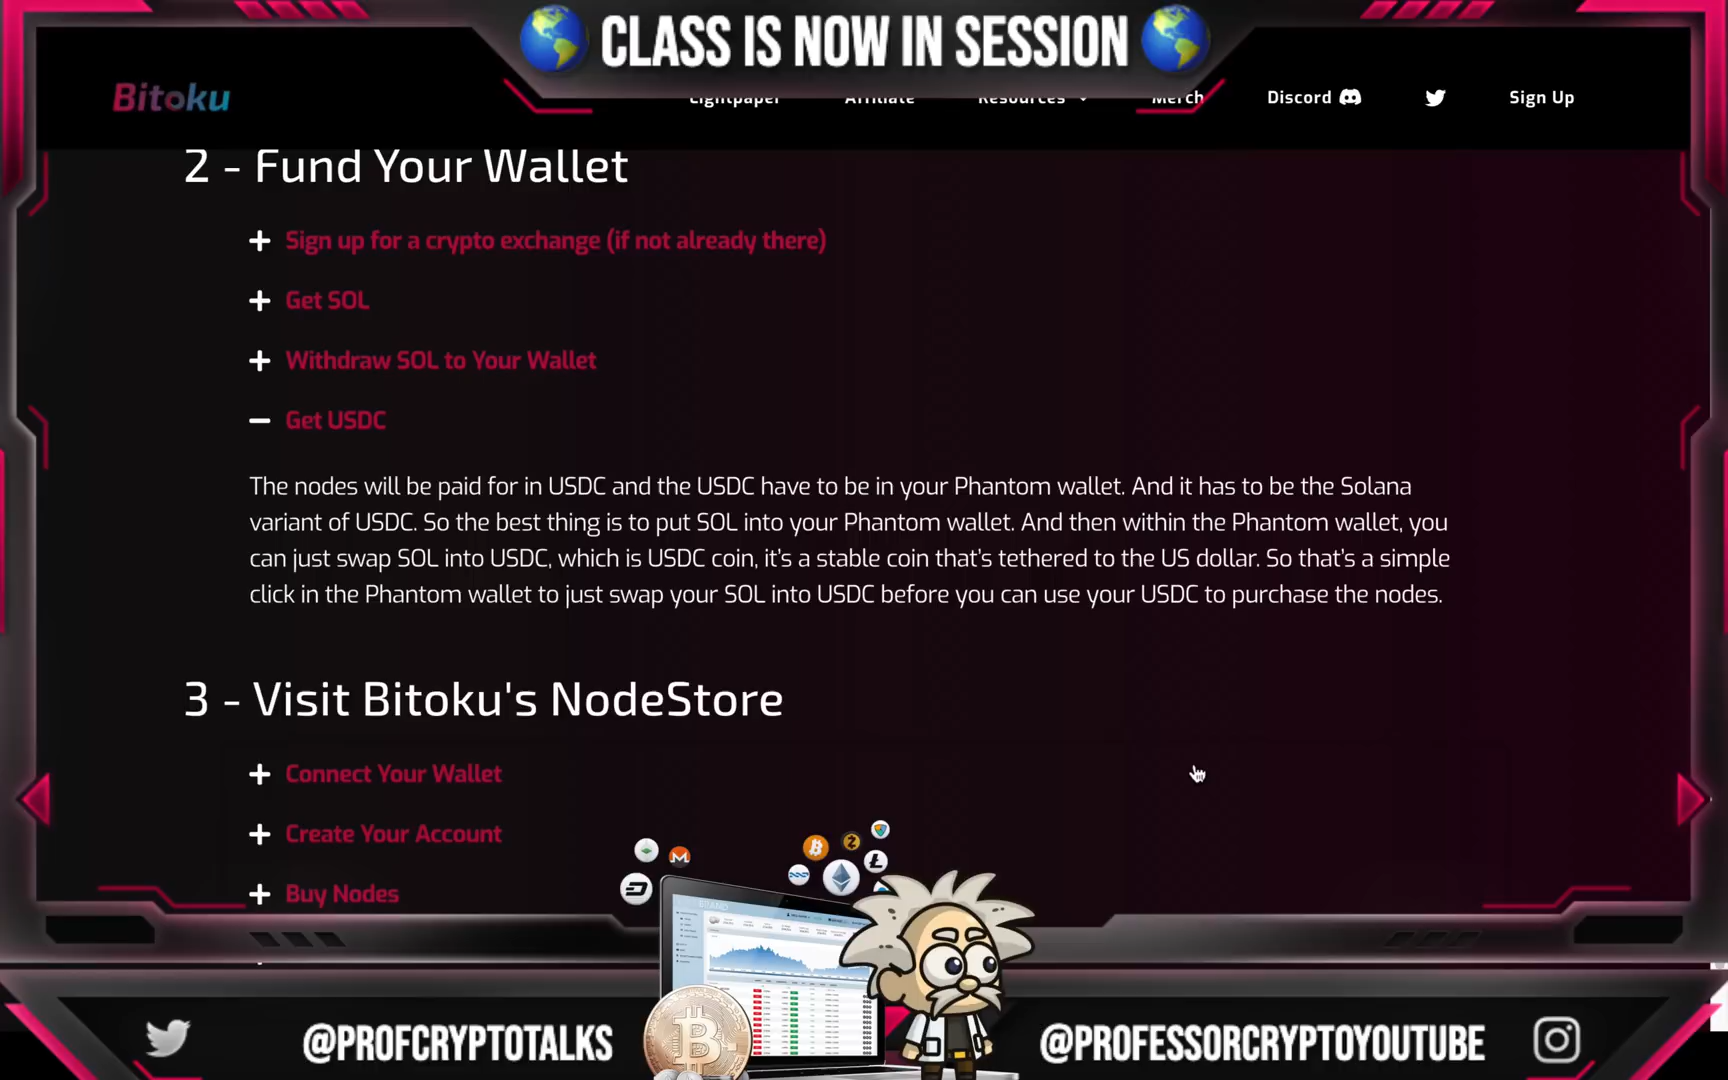 CLASS IS NOW IN SESSION
Bitoku
Lightpaper
Affiliate
Resources
Merch
Discord
Sign Up
2 - Fund Your Wallet
Sign up for a crypto exchange (if not already there)
Get SOL
Withdraw SOL to Your Wallet
Get USDC
The nodes will be paid for in USDC and the USDC have to be in your Phantom wallet. And it has to be the Solana
variant of USDC. So the best thing is to put SOL into your Phantom wallet. And then within the Phantom wallet, you
can just swap SOL into USDC, which is USDC coin, it's a stable coin that's tethered to the US dollar. So that's a simple
click in the Phantom wallet to just swap your SOL into USDC before you can use your USDC to purchase the nodes.
3 - Visit Bitoku's NodeStore
Connect Your Wallet
Create Your Account
Buy Nodes
@PROFCRYPTOTALKS
@PROFESSORCRYPTOYOUTUBE